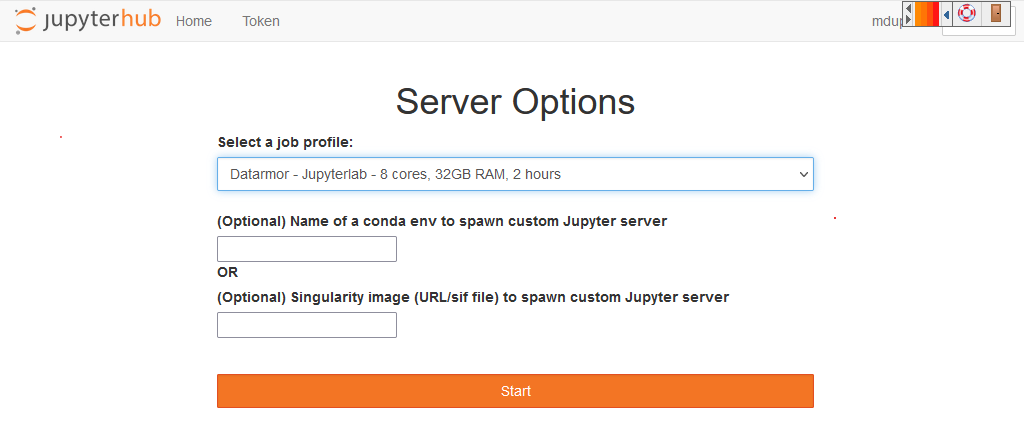 jupyterhub Home Token
Server Options
Select a job profile:
Datarmor - Jupyterlab - 8 cores, 32GB RAM, 2 hours
(Optional) Name of a conda env to spawn custom Jupyter server
OR
(Optional) Singularity image (URL/sif file) to spawn custom Jupyter server
Start